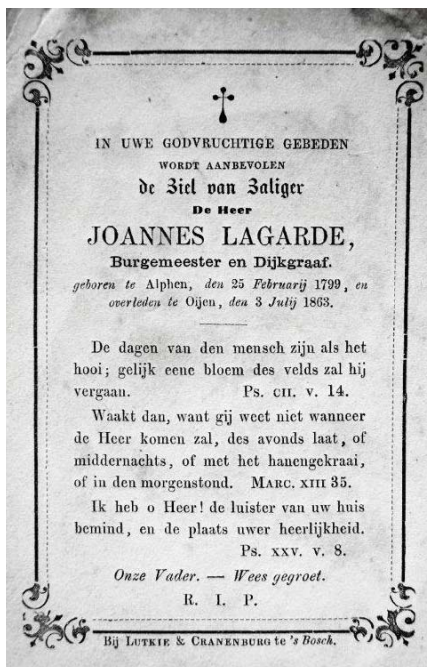 IN UWE GODVRUCHTIGE GEBEDEN
WORDT AANBEVOLEN
de Ziel van Zaliger
De Heer
JOANNES LAGARDE,
Burgemeester en Dijkgraaf.
geboren te Alphen, den 25 Februarij 1799, en
overleden te Oijen, den 3 Julij 1863.
De dagen van den mensch zijn als het
hooi; gelijk eene bloem des velds zal hij
vergaan. Ps. CII. v. 14.
Waakt dan, want gij weet niet wanneer
de Heer komen zal, des avonds laat, of
middernachts, of met het hanengekraai,
of in den morgenstond. MARC. XIII 35.
Ik heb o Heer! de luister van uw huis
bemind, en de plaats uwer heerlijkheid.
Ps. XXV. v. 8.
Onze Vader. — Wees gegroet.
R. I. P.
Bij LUTKIE & CRANENBURG te 's Bosch.